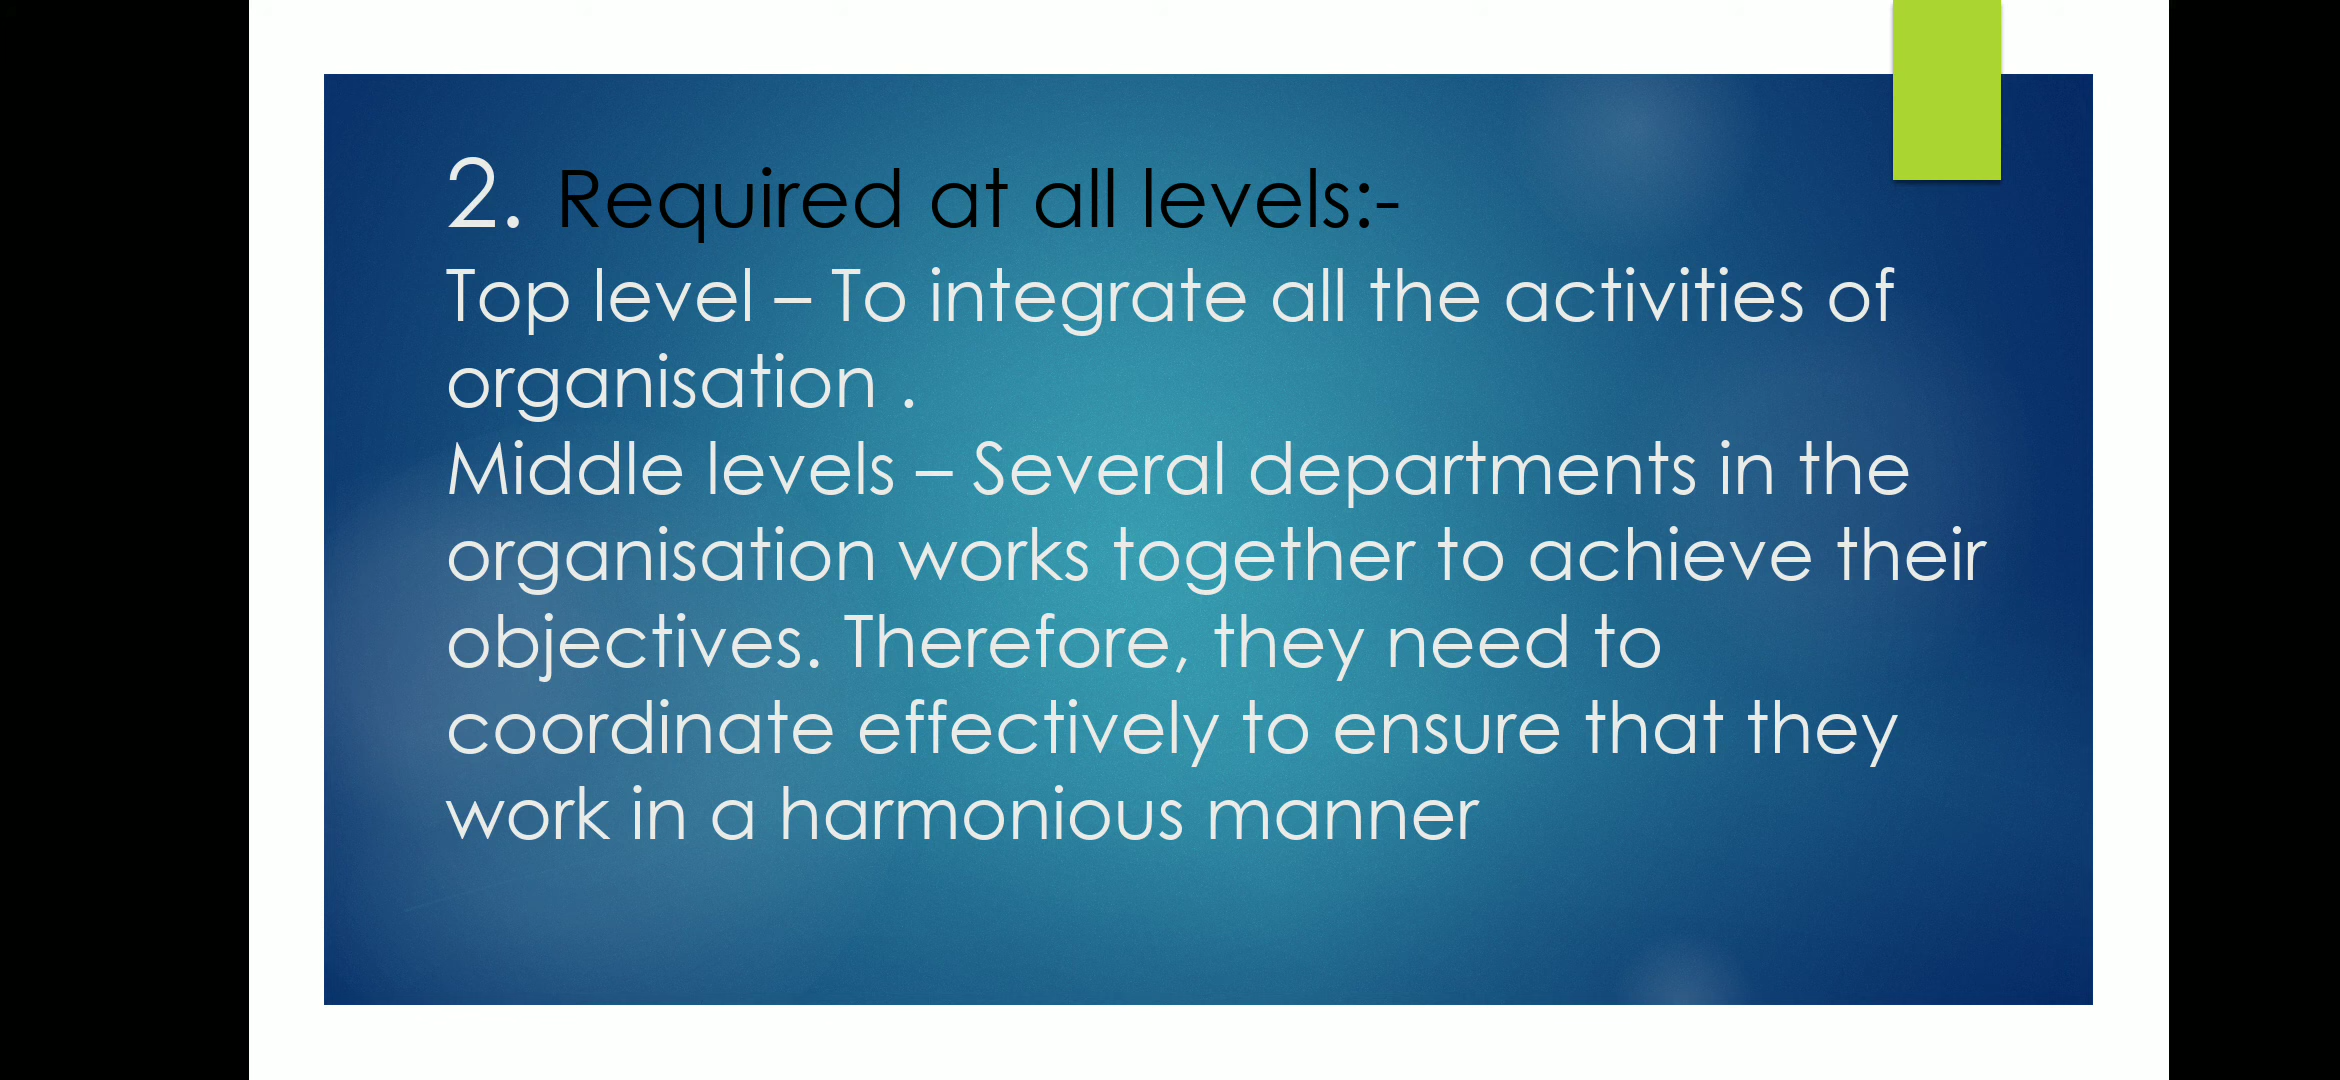 2. Required at all levels:-
Top level – To integrate all the activities of
organisation .
Middle levels – Several departments in the
organisation works together to achieve their
objectives. Therefore, they need to
coordinate effectively to ensure that they
work in a harmonious manner